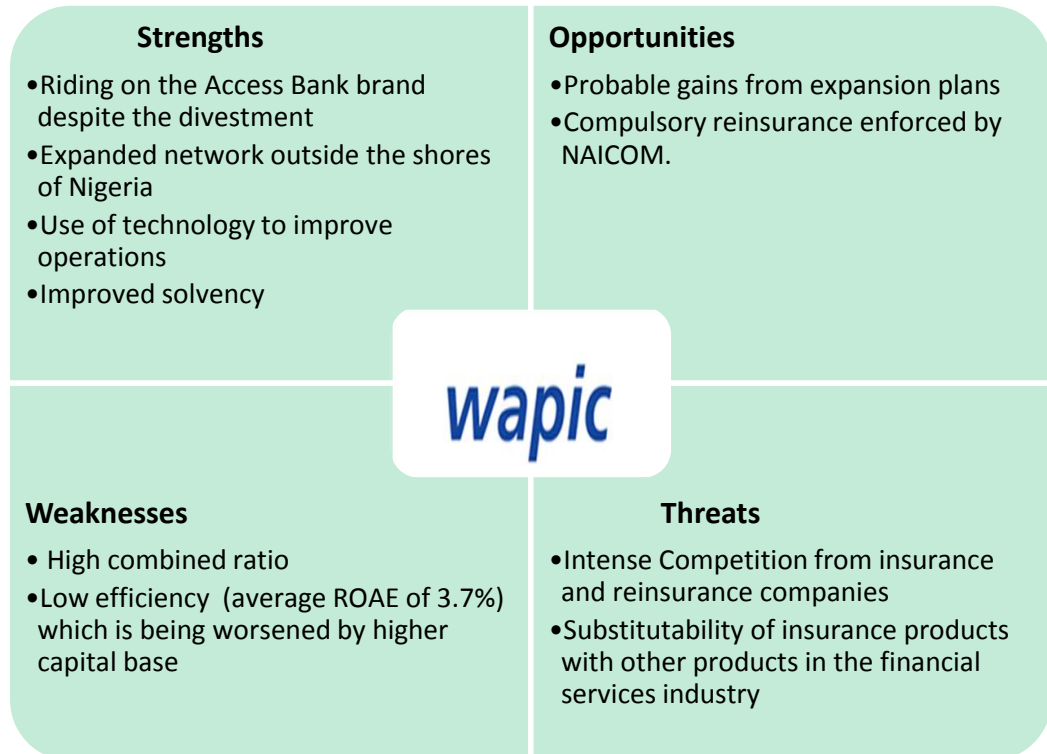 Strengths
•Riding on the Access Bank brand
despite the divestment
•Expanded network outside the shores
of Nigeria
•Use of technology to improve
operations
•Improved solvency
Opportunities
•Probable gains from expansion plans
•Compulsory reinsurance enforced by
NAICOM.
wapic
Weaknesses
• High combined ratio
•Low efficiency (average ROAE of 3.7%)
which is being worsened by higher
capital base
Threats
•Intense Competition from insurance
and reinsurance companies
•Substitutability of insurance products
with other products in the financial
services industry